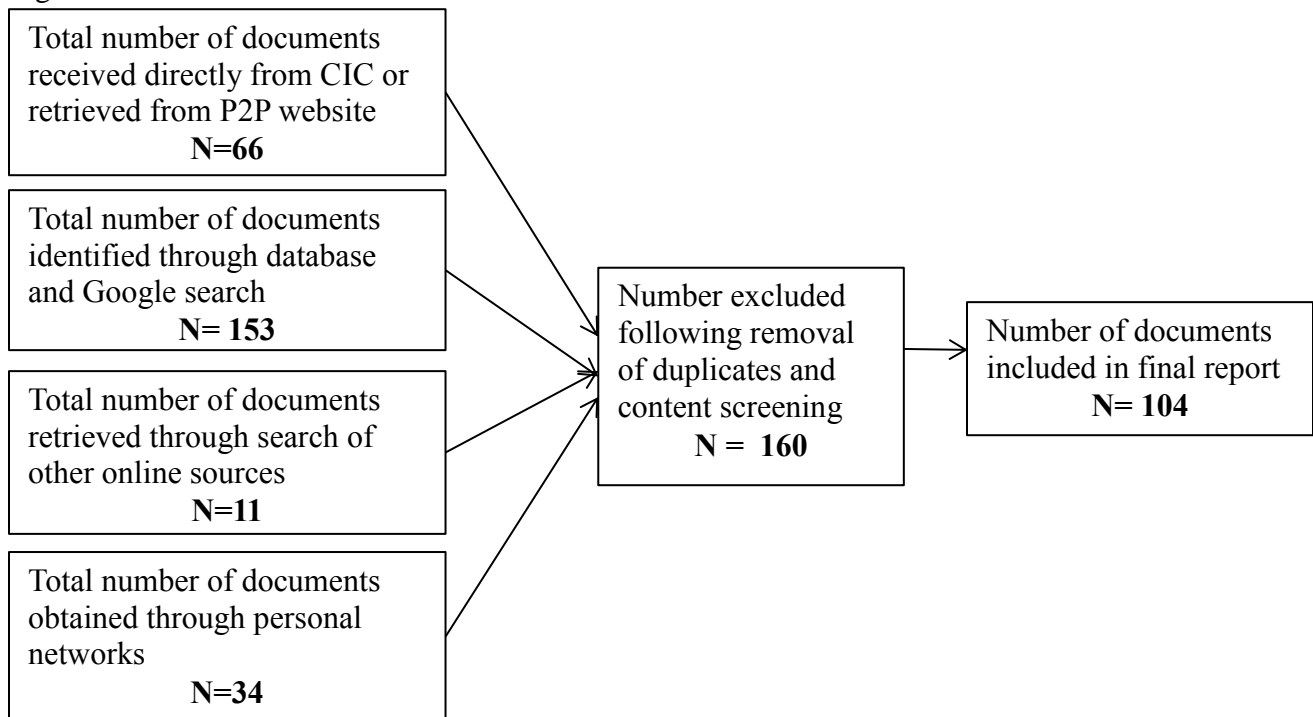 Total number of documents
received directly from CIC or
retrieved from P2P website
N=66
Total number of documents
identified through database
and Google search
N= 153
Total number of documents
retrieved through search of
other online sources
N=11
Total number of documents
obtained through personal
networks
N=34
Number excluded
following removal
of duplicates and
content screening
N = 160
Number of documents
included in final report
N= 104